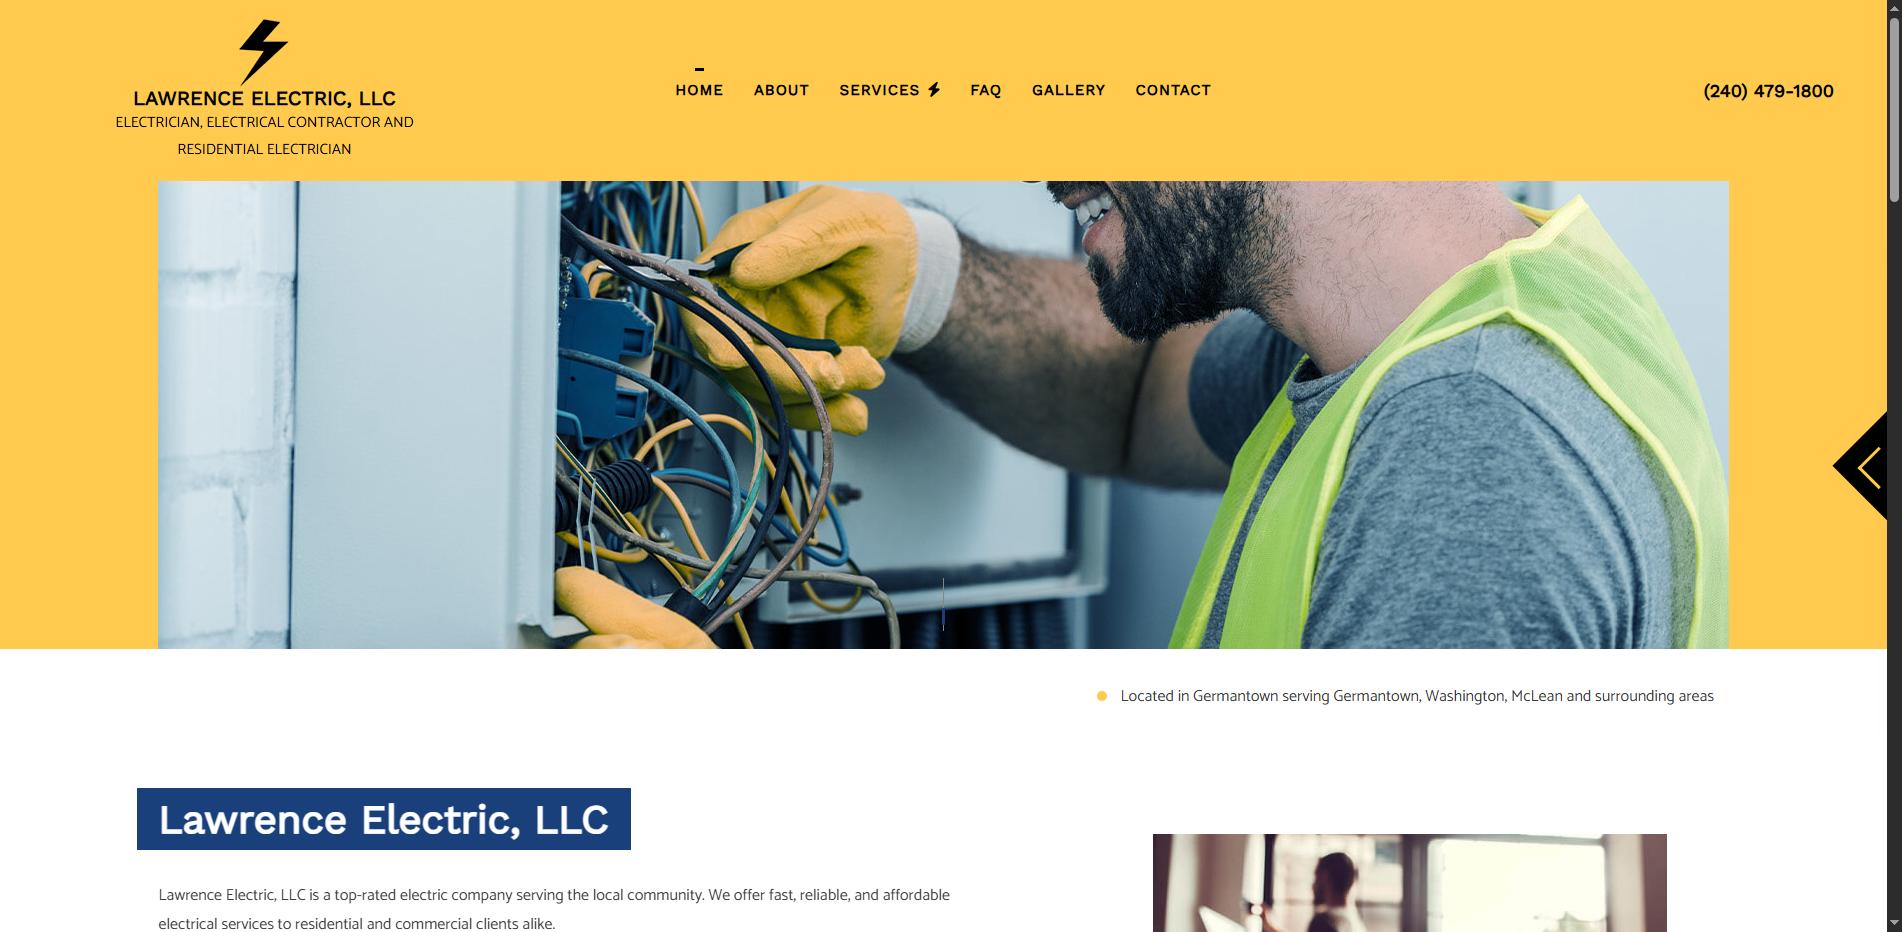 LAWRENCE ELECTRIC, LLC
ELECTRICIAN, ELECTRICAL CONTRACTOR AND
RESIDENTIAL ELECTRICIAN
HOME ABOUT SERVICES FAQ GALLERY CONTACT
(240) 479-1800
Located in Germantown serving Germantown, Washington, McLean and surrounding areas
Lawrence Electric, LLC
Lawrence Electric, LLC is a top-rated electric company serving the local community. We offer fast, reliable, and affordable
electrical services to residential and commercial clients alike.